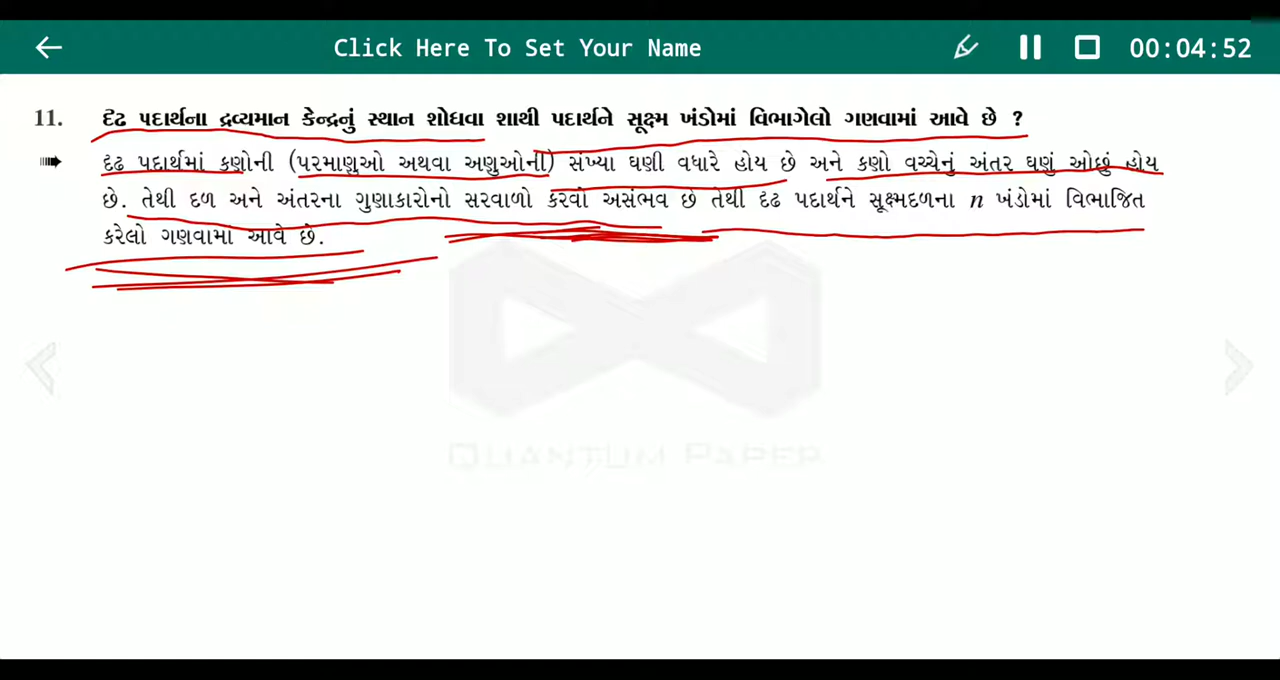 Click Here To Set Your Name
00:04:52
11. દૃઢ પદાર્થના દ્રવ્યમાન કેન્દ્રનું સ્થાન શોધવા શાથી પદાર્થને સૂક્ષ્મ ખંડોમાં વિભાગેલો ગણવામાં આવે છે ?
➠ દૃઢ પદાર્થમાં કણોની (પરમાણુઓ અથવા અણુઓની) સંખ્યા ઘણી વધારે હોય છે અને કણો વચ્ચેનું અંતર ઘણું ઓછું હોય
છે. તેથી દળ અને અંતરના ગુણાકારોનો સરવાળો કરવો અસંભવ છે તેથી દૃઢ પદાર્થને સૂક્ષ્મદળના n ખંડોમાં વિભાજિત
કરેલો ગણવામાં આવે છે.
QUANTUM PAPER